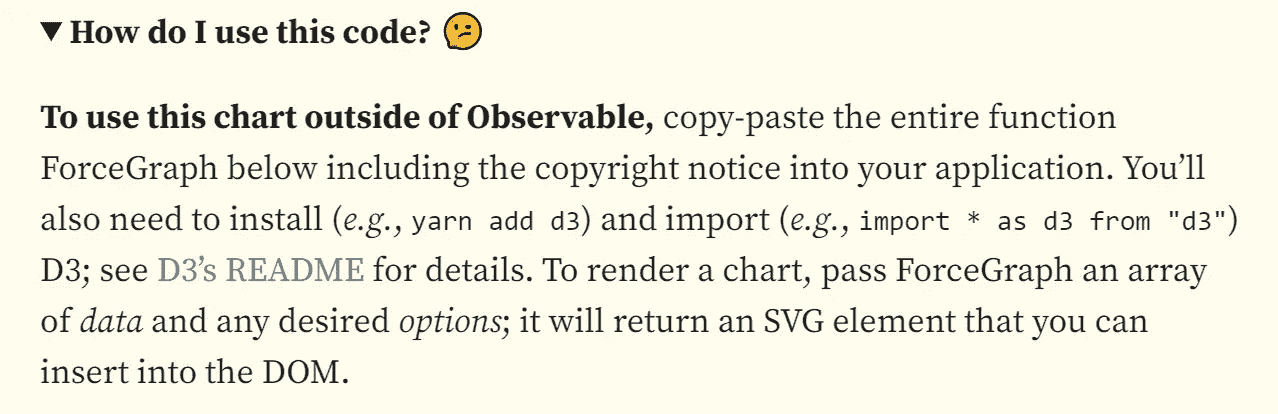 ▼ How do I use this code? 🤔
To use this chart outside of Observable, copy-paste the entire function
ForceGraph below including the copyright notice into your application. You’ll
also need to install (e.g., yarn add d3) and import (e.g., import * as d3 from "d3")
D3; see D3’s README for details. To render a chart, pass ForceGraph an array
of data and any desired options; it will return an SVG element that you can
insert into the DOM.